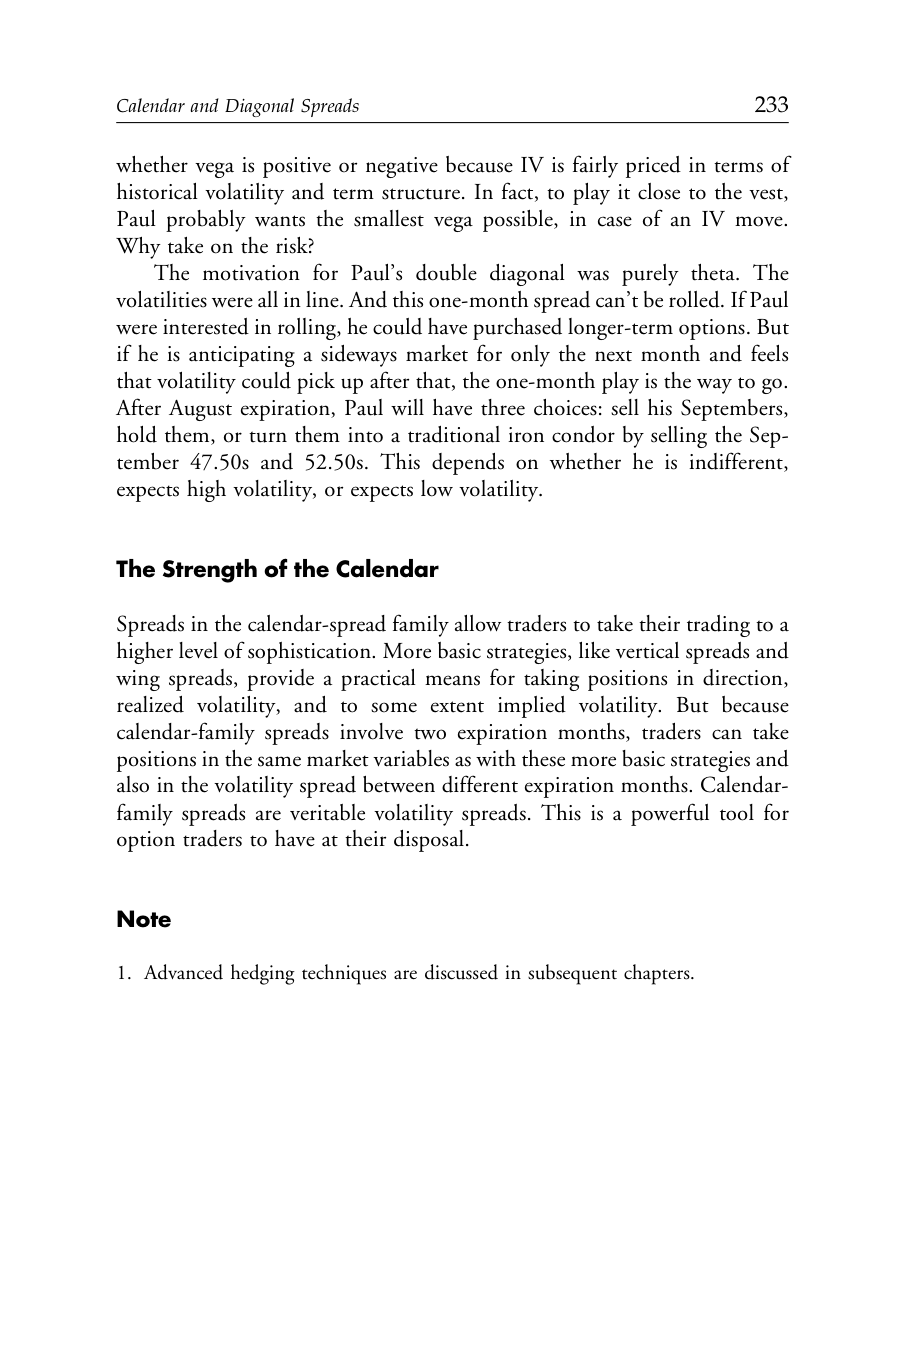 Calendar and Diagonal Spreads 233
whether vega is positive or negative because IV is fairly priced in terms of
historical volatility and term structure. In fact, to play it close to the vest,
Paul probably wants the smallest vega possible, in case of an IV move.
Why take on the risk?
The motivation for Paul’s double diagonal was purely theta. The
volatilities were all in line. And this one-month spread can’t be rolled. If Paul
were interested in rolling, he could have purchased longer-term options. But
if he is anticipating a sideways market for only the next month and feels
that volatility could pick up after that, the one-month play is the way to go.
After August expiration, Paul will have three choices: sell his Septembers,
hold them, or turn them into a traditional iron condor by selling the Sep-
tember 47.50s and 52.50s. This depends on whether he is indifferent,
expects high volatility, or expects low volatility.
The Strength of the Calendar
Spreads in the calendar-spread family allow traders to take their trading to a
higher level of sophistication. More basic strategies, like vertical spreads and
wing spreads, provide a practical means for taking positions in direction,
realized volatility, and to some extent implied volatility. But because
calendar-family spreads involve two expiration months, traders can take
positions in the same market variables as with these more basic strategies and
also in the volatility spread between different expiration months. Calendar-
family spreads are veritable volatility spreads. This is a powerful tool for
option traders to have at their disposal.
Note
1. Advanced hedging techniques are discussed in subsequent chapters.